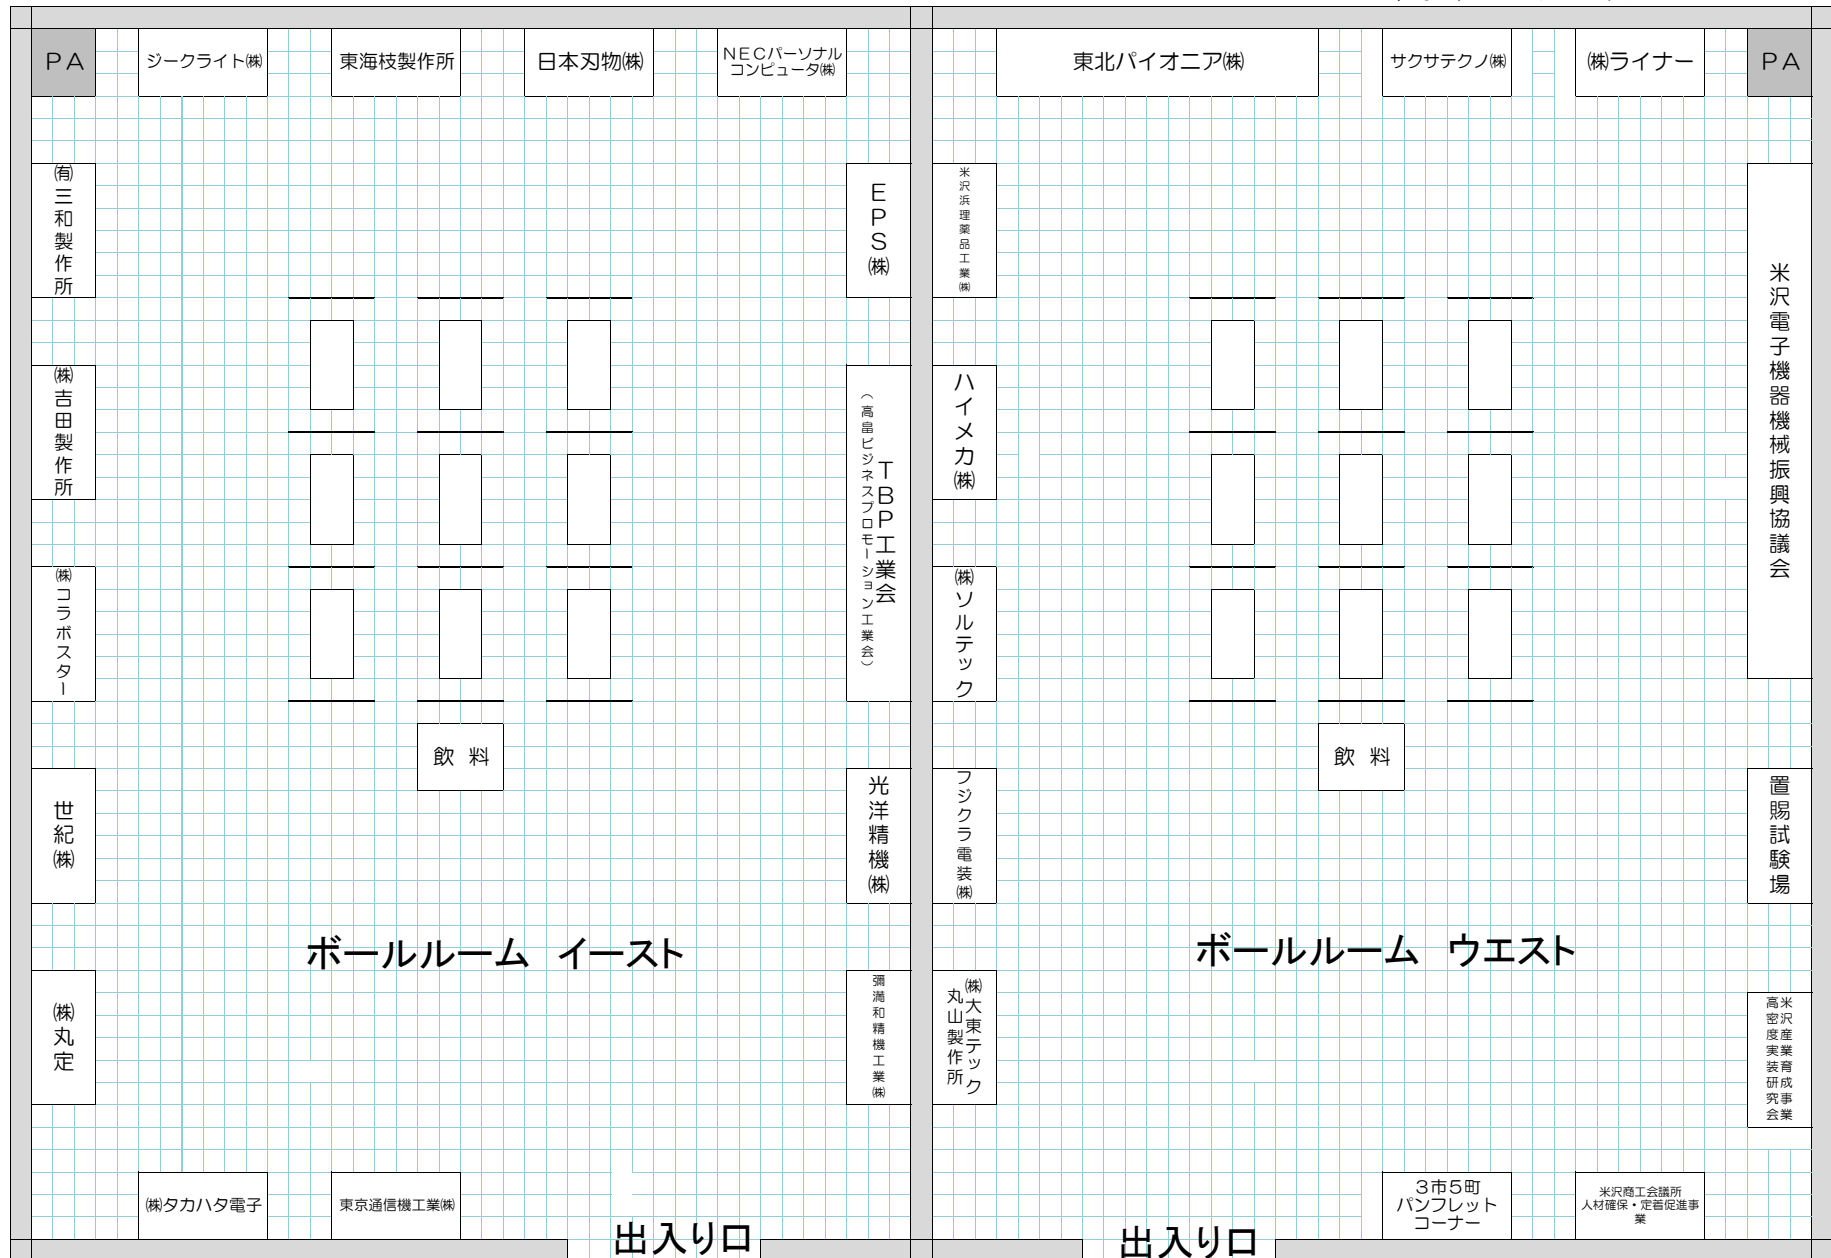 PA
ジークライト㈱
東海枝製作所
日本刃物㈱
NECパーソナル
コンピュータ㈱
東北パイオニア㈱
サクサテクノ㈱
㈱ライナー
PA
㈲三和製作所
㈱吉田製作所
㈱コラボスター
世紀㈱
㈱丸定
EPS㈱
TBP工業会
（高畠ビジネスプロモーション工業会）
光洋精機㈱
彌満和精機工業㈱
飲料
ボールルーム イースト
㈱タカハタ電子
東京通信機工業㈱
出入り口
米沢浜理薬品工業㈱
ハイメカ㈱
㈱ソルテック
フジクラ電装㈱
㈱大東テック
丸山製作所
飲料
ボールルーム ウエスト
米沢電子機器機械振興協議会
置賜試験場
米沢産業育成事業
高密度実装研究会
3市5町
パンフレット
コーナー
米沢商工会議所
人材確保・定着促進事
業
出入り口